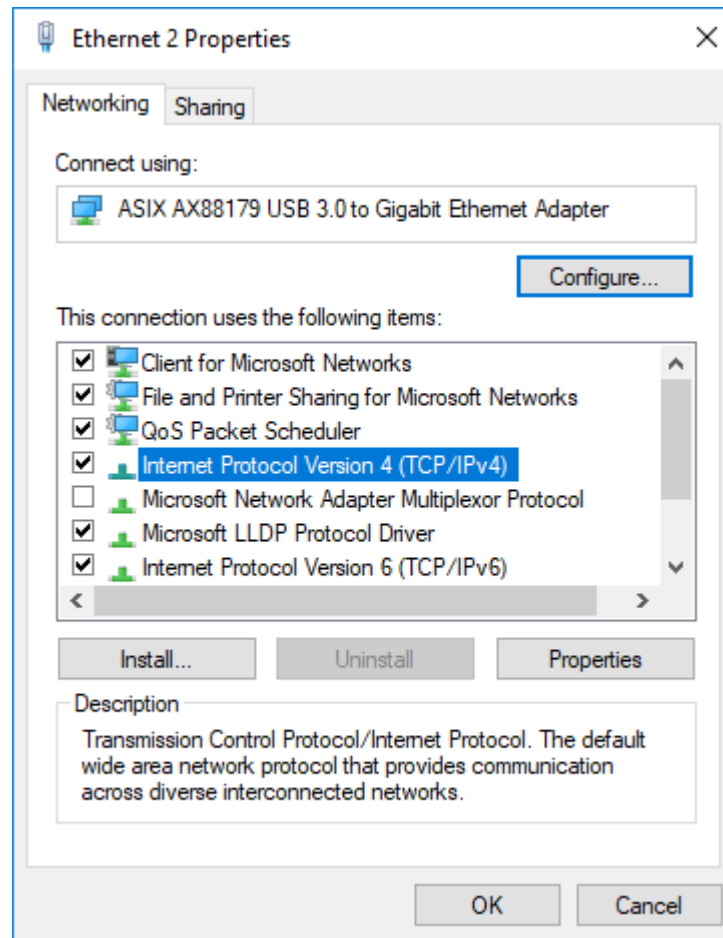 Ethernet 2 Properties
Networking
Sharing
Connect using:
ASIX AX88179 USB 3.0 to Gigabit Ethernet Adapter
Configure...
This connection uses the following items:
Client for Microsoft Networks
File and Printer Sharing for Microsoft Networks
QoS Packet Scheduler
Internet Protocol Version 4 (TCP/IPv4)
Microsoft Network Adapter Multiplexor Protocol
Microsoft LLDP Protocol Driver
Internet Protocol Version 6 (TCP/IPv6)
Install...
Uninstall
Properties
Description
Transmission Control Protocol/Internet Protocol. The default
wide area network protocol that provides communication
across diverse interconnected networks.
OK
Cancel